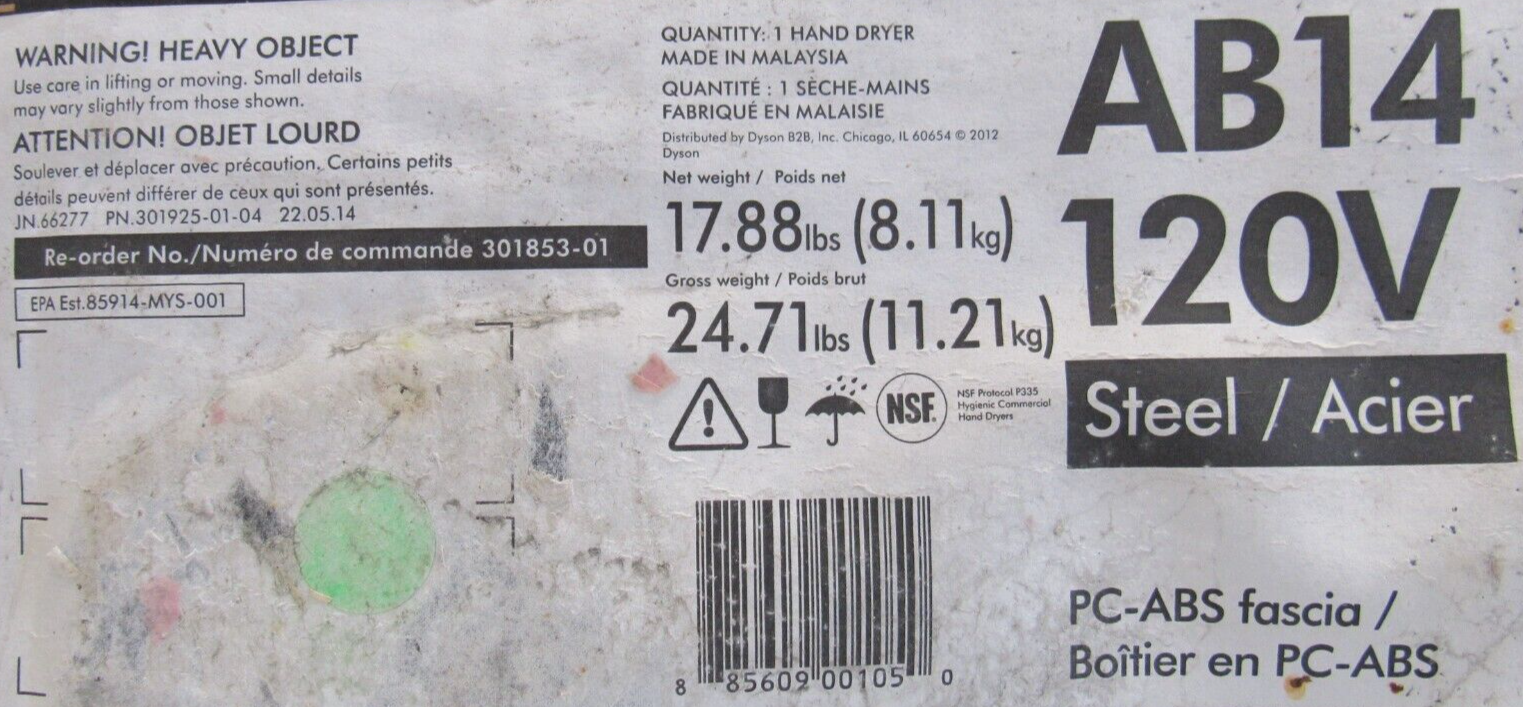 WARNING! HEAVY OBJECT
Use care in lifting or moving. Small details
may vary slightly from those shown.
ATTENTION! OBJET LOURD
Soulever et déplacer avec précaution. Certains petits
détails peuvent différer de ceux qui sont présentés.
JN.66277 PN.301925-01-04 22.05.14
Re-order No./Numéro de commande 301853-01
EPA Est.85914-MYS-001
QUANTITY: 1 HAND DRYER
MADE IN MALAYSIA
QUANTITÉ : 1 SÈCHE-MAINS
FABRIQUÉ EN MALAISIE
Distributed by Dyson B2B, Inc. Chicago, IL 60654 © 2012
Dyson
Net weight / Poids net
17.88lbs (8.11kg)
Gross weight / Poids brut
24.71lbs (11.21kg)
NSF.
NSF Protocol P335
Hygienic Commercial
Hand Dryers
8 85609 00105 0
AB14
120V
Steel / Acier
PC-ABS fascia /
Boîtier en PC-ABS